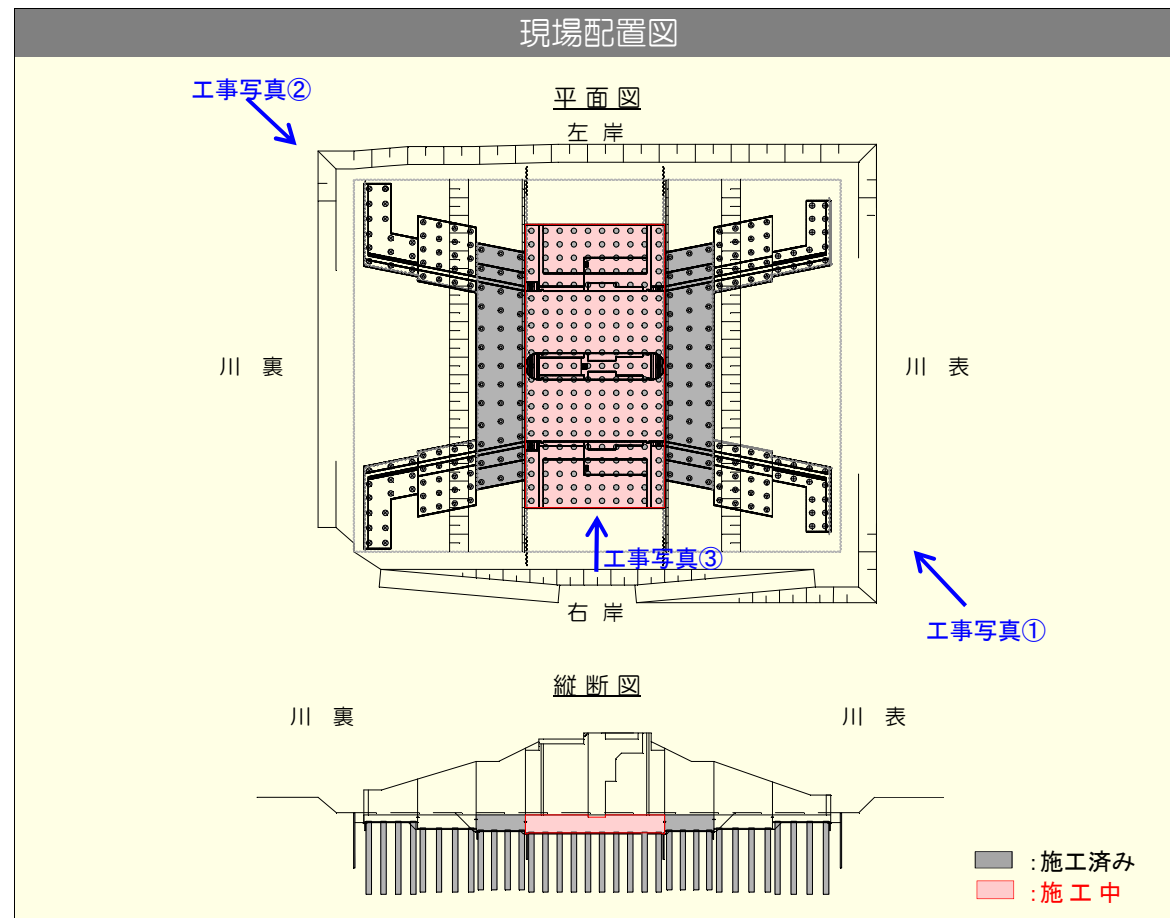 現場配置図
工事写真②
平 面 図
左 岸
川 裏
川 表
工事写真③
右 岸
工事写真①
縦 断 図
川 裏
川 表
:施工済み
:施 工 中